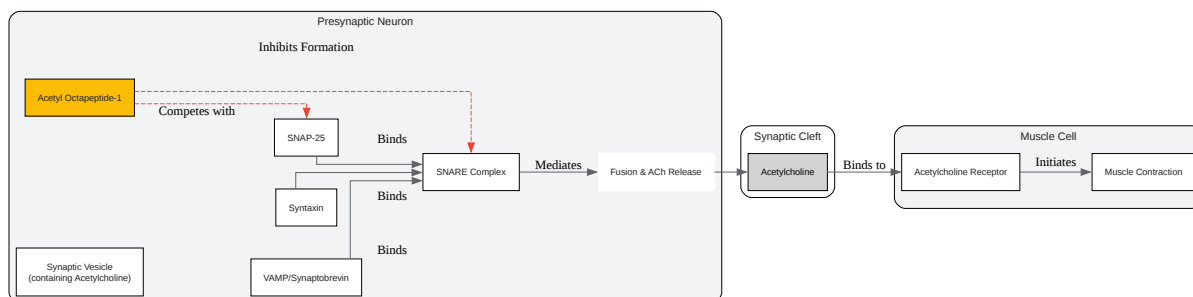 Presynaptic Neuron
Inhibits Formation
Acetyl Octapeptide-1
Competes with
SNAP-25
Binds
Synaptic Cleft
Muscle Cell
SNARE Complex
Mediates
Fusion & ACh Release
Acetylcholine
Binds to
Acetylcholine Receptor
Initiates
Muscle Contraction
Syntaxin
Binds
Binds
Synaptic Vesicle
(containing Acetylcholine)
VAMP/Synaptobrevin